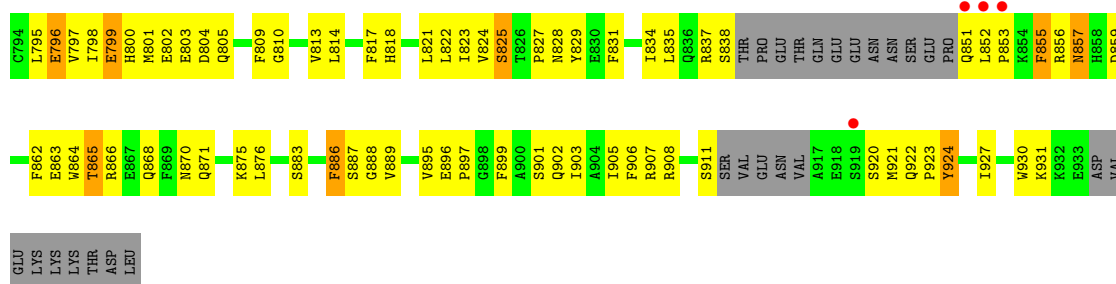 C794 L795 E796 V797 I798 E799 H800 M801 E802 E803 D804 Q805 F809 G810 V813 L814 F817 H818 L821 L822 I823 V824 S825 T826 P827 N828 Y829 E830 F831 I834 L835 Q836 R837 S838 THR PRO GLU THR GLN GLU GLU ASN ASN SER GLU PRO Q851 L852 P853 K854 F855 R856 N857 H858 D859
F862 E863 W864 T865 R866 E867 Q868 F869 N870 Q871 K875 L876 S883 F886 S887 G888 V889 V895 E896 P897 G898 F899 A900 S901 Q902 I903 A904 I905 F906 R907 R908 S911 SER VAL GLU ASN VAL A917 E918 S919 S920 M921 Q922 P923 Y924 I927 W930 K931 K932 E933 ASP VAL
GLU LYS LYS LYS THR ASP LEU